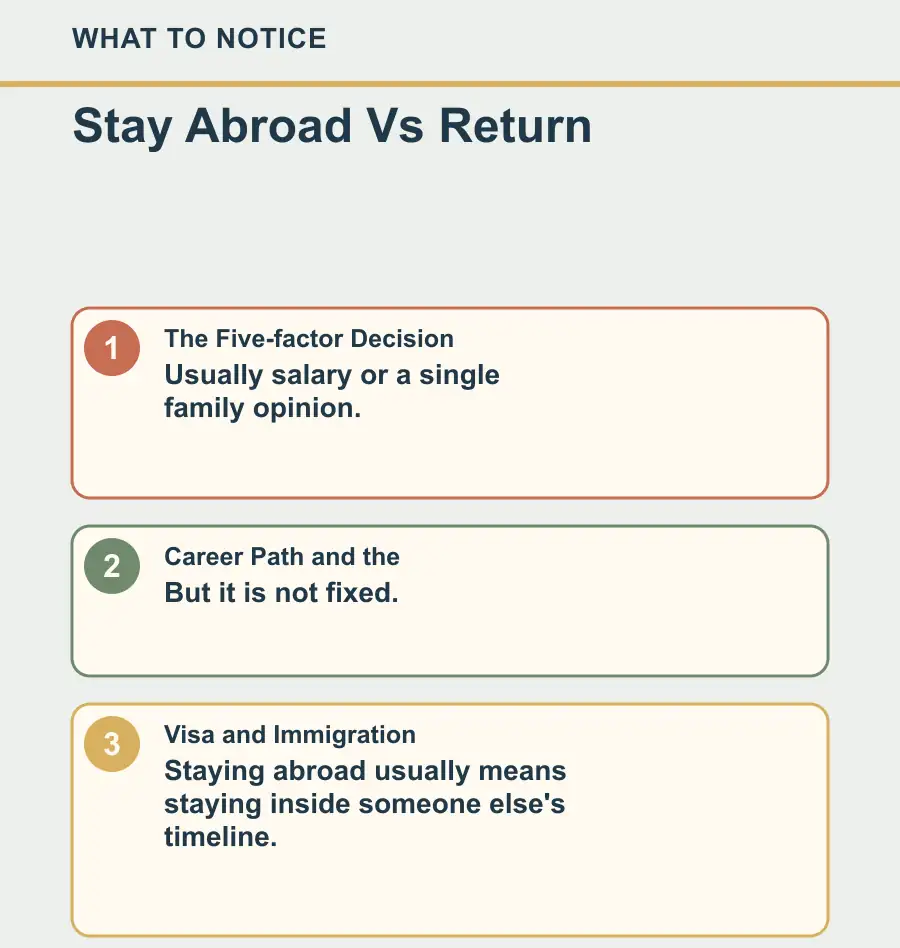 WHAT TO NOTICE
Stay Abroad Vs Return
1
The Five-factor Decision
Usually salary or a single
family opinion.
2
Career Path and the
But it is not fixed.
3
Visa and Immigration
Staying abroad usually means
staying inside someone else's
timeline.